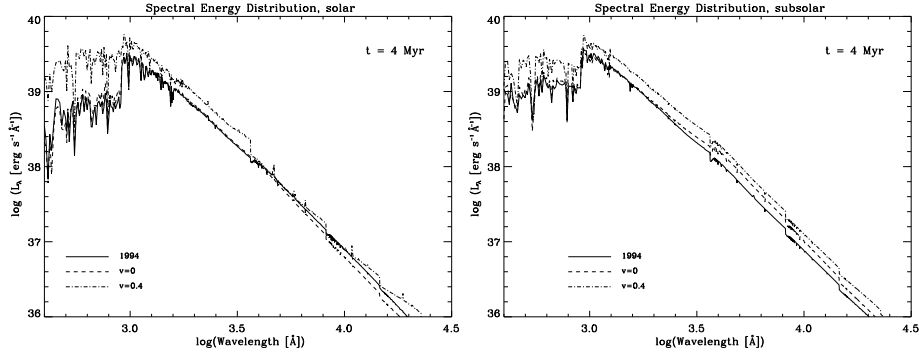 Spectral Energy Distribution, solar
40
39
38
37
36
log (L_λ [erg s⁻¹ Å⁻¹])
t = 4 Myr
1994
v=0
v=0.4
3.0 3.5 4.0 4.5
log(Wavelength [Å])
Spectral Energy Distribution, subsolar
40
39
38
37
36
log (L_λ [erg s⁻¹ Å⁻¹])
t = 4 Myr
1994
v=0
v=0.4
3.0 3.5 4.0 4.5
log(Wavelength [Å])